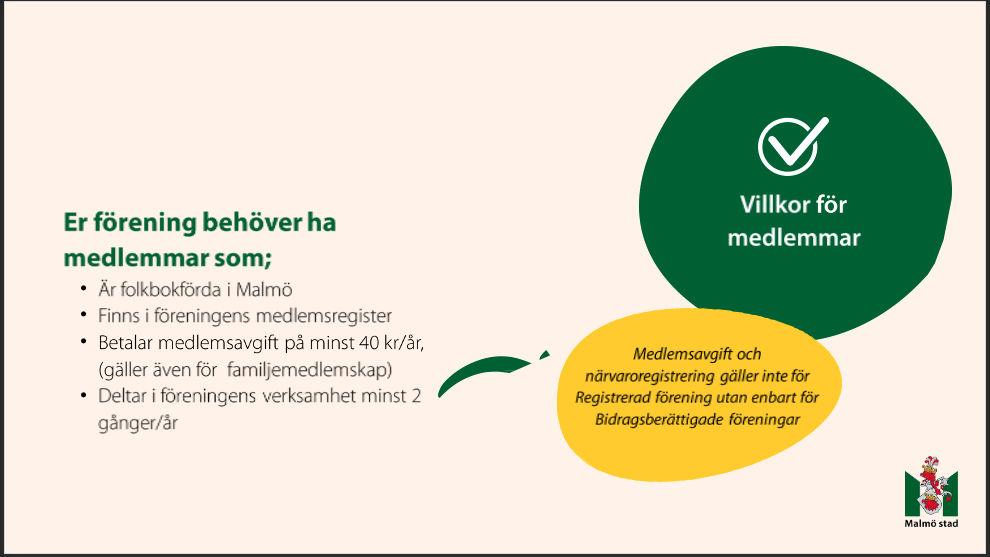 Villkor för
medlemmar
Er förening behöver ha
medlemmar som;
• Är folkbokförda i Malmö
• Finns i föreningens medlemsregister
• Betalar medlemsavgift på minst 40 kr/år,
(gäller även för familjemedlemskap)
• Deltar i föreningens verksamhet minst 2
gånger/år
Medlemsavgift och
närvaroregistrering gäller inte för
Registrerad förening utan enbart för
Bidragsberättigade föreningar
Malmö stad